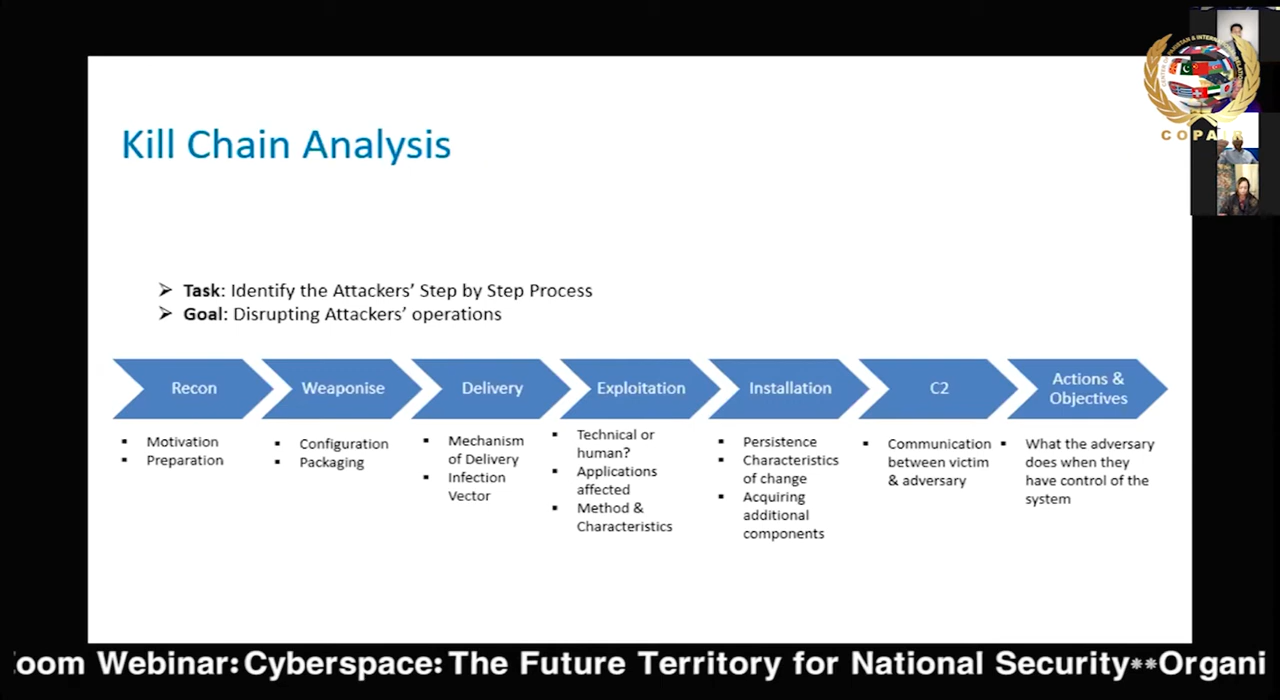 Kill Chain Analysis
COPAIR
➢ Task: Identify the Attackers’ Step by Step Process
➢ Goal: Disrupting Attackers’ operations
Recon
▪ Motivation
▪ Preparation
Weaponise
▪ Configuration
▪ Packaging
Delivery
▪ Mechanism
of Delivery
▪ Infection
Vector
Exploitation
▪ Technical or
human?
▪ Applications
affected
▪ Method &
Characteristics
Installation
▪ Persistence
▪ Characteristics
of change
▪ Acquiring
additional
components
C2
▪ Communication
between victim
& adversary
Actions &
Objectives
▪ What the adversary
does when they
have control of the
system
oom Webinar: Cyberspace: The Future Territory for National Security**Organi